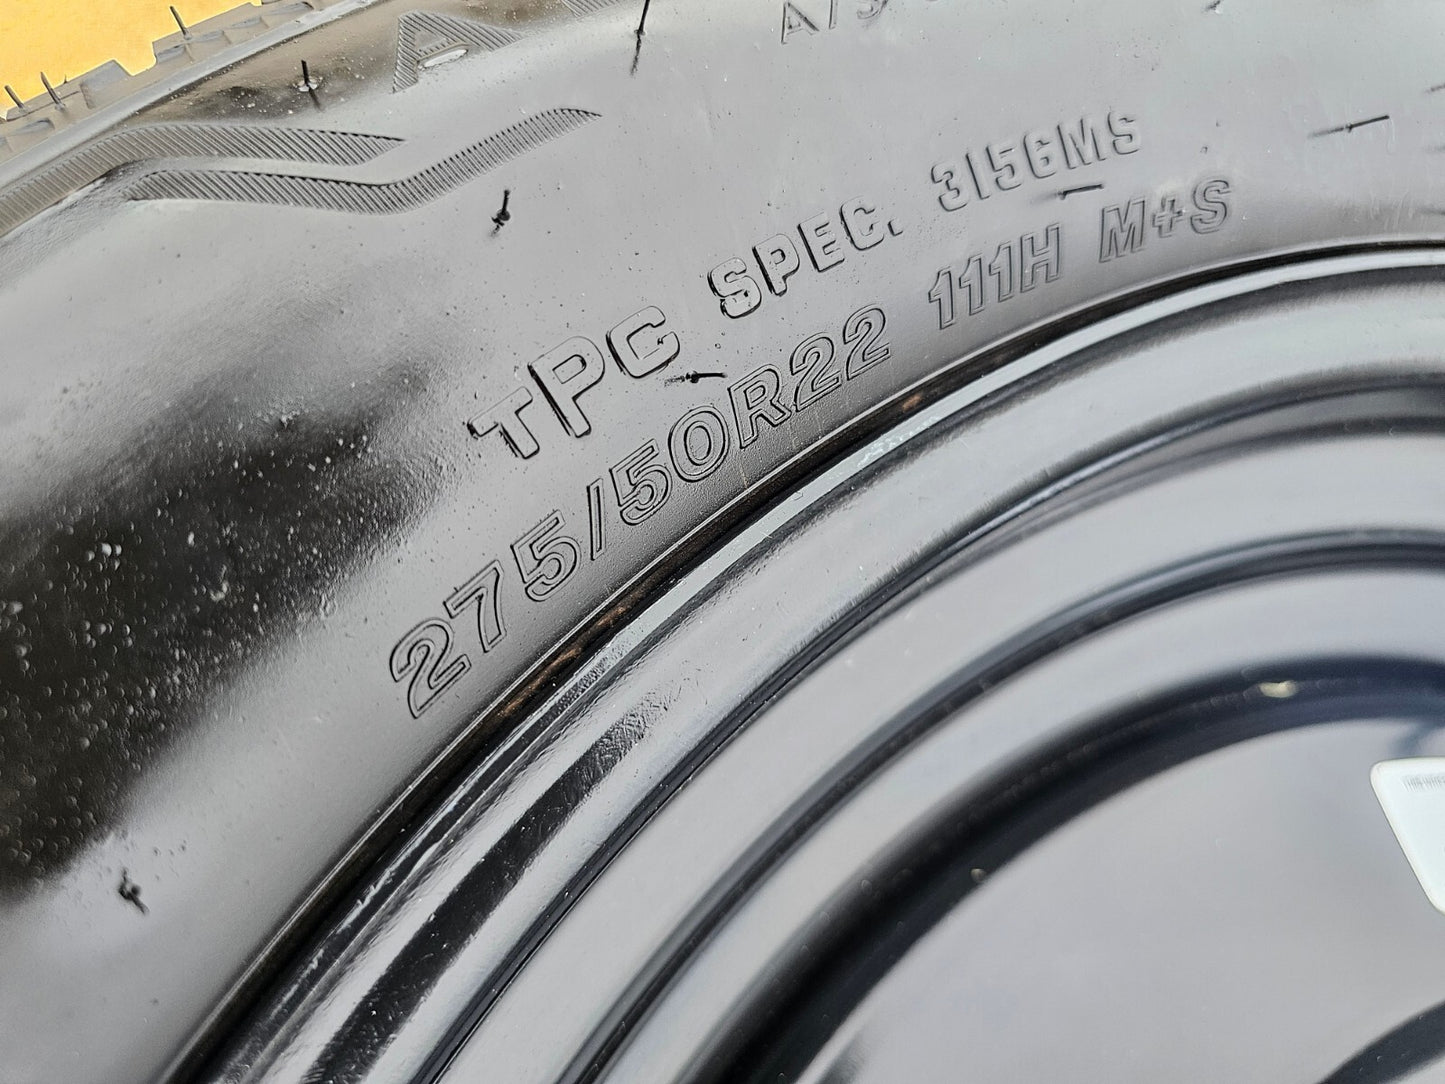 A/S
TPC SPEC. 3156MS
275/50R22 111H M+S